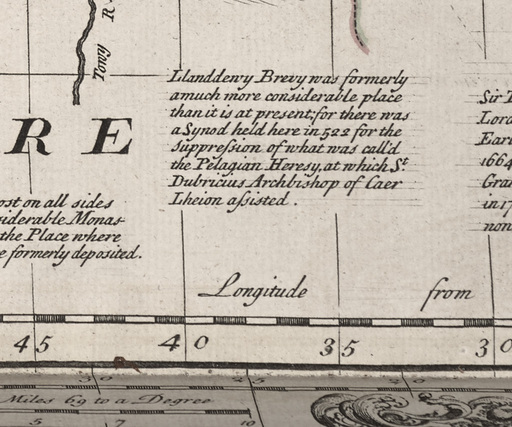 Towy R
Llanddewy Brevy was formerly
a much more considerable place
than it is at present; for there was
a Synod held here in 522 for the
suppression of what was call'd
the Pelagian Heresy, at which St.
Dubricius Archbishop of Caer
Lheion assisted.
R E
Sir
Lord
Earl
1664
Gra
in 17
non
ost on all sides
siderable Monas-
the Place where
e formerly deposited.
Longitude from
45 40 35 30
Miles 69 to a Degree
5 7 10